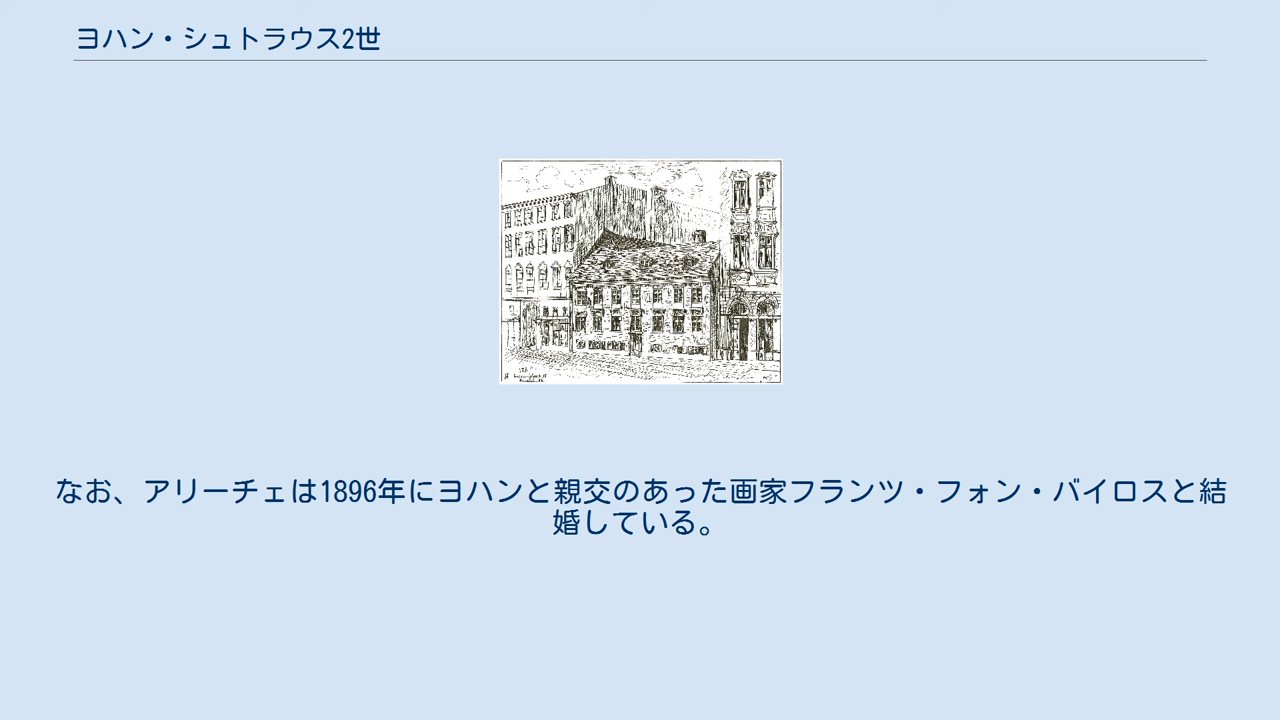 ヨハン・シュトラウス2世
なお、アリーチェは1896年にヨハンと親交のあった画家フランツ・フォン・バイロスと結
婚している。